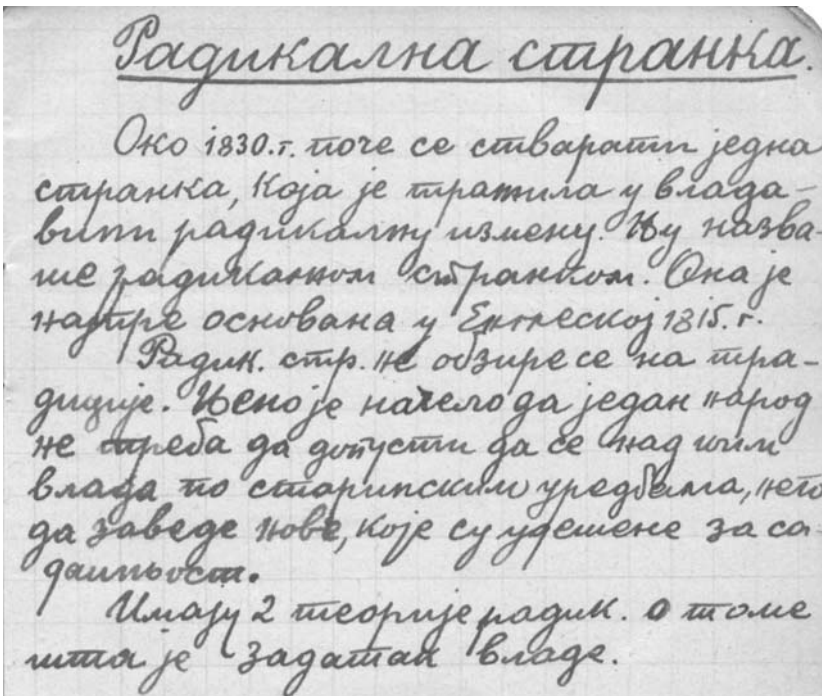 Радикална странка.
Око 1830.г. поче се стварати једна
странка, која је тражила у влада-
вини радикалну измену. Њу назва-
ше радикалном странком. Она је
најпре основана у Енглеској 1815. г.
Радик. стр. не обзире се на тра-
диције. Њено је начело да један народ
не треба да допусти да се над њим
влада по старинским уредбама, него
да заведе нове, које су удешене за са-
дашњост.
Имају 2 теорије радик. о томе
шта је задатак владе.